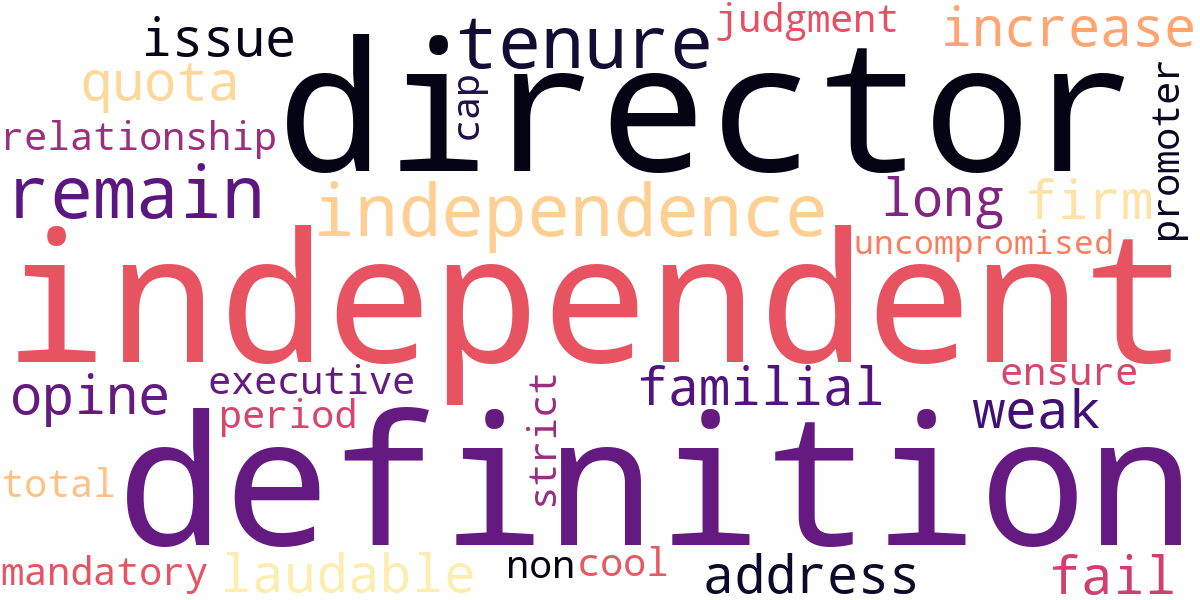 judgment
increase
issue
tenure
director
quota
cap
promoter
relationship
remain
independence
long
firm
uncompromised
independent
opine
executive
familial
ensure
period
strict
weak
definition
total
mandatory
laudable
non
cool
address
fail